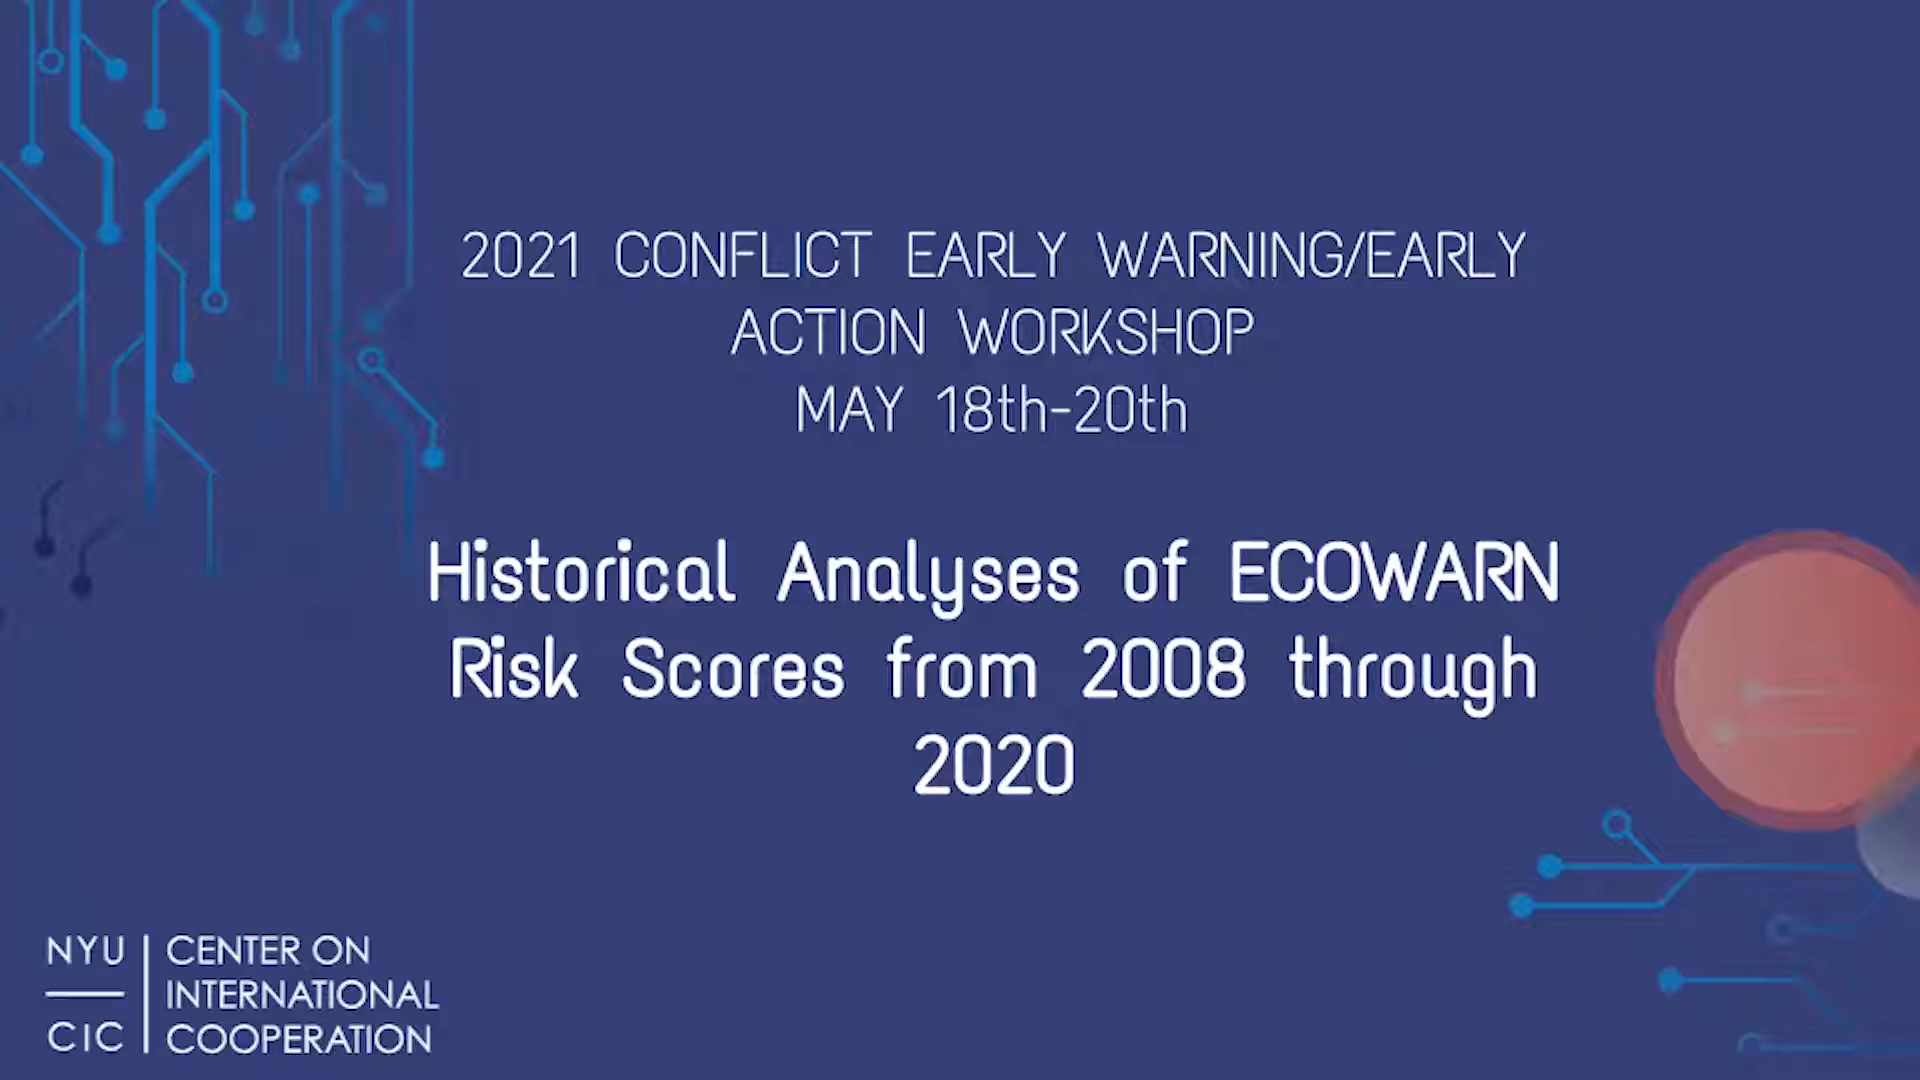 2021 CONFLICT EARLY WARNING/EARLY
ACTION WORKSHOP
MAY 18th-20th
Historical Analyses of ECOWARN
Risk Scores from 2008 through
2020
NYU
CIC
CENTER ON
INTERNATIONAL
COOPERATION